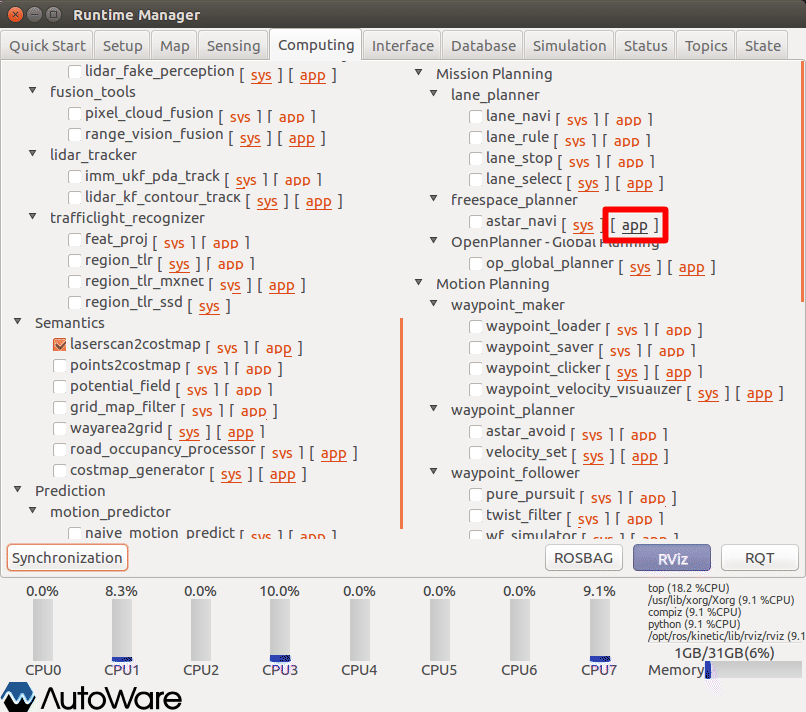 Runtime Manager
Quick Start Setup Map Sensing Computing Interface Database Simulation Status Topics State
lidar_fake_perception [ sys ] [ app ]
fusion_tools
pixel_cloud_fusion [ sys ] [ app ]
range_vision_fusion [ sys ] [ app ]
lidar_tracker
imm_ukf_pda_track [ sys ] [ app ]
lidar_kf_contour_track [ sys ] [ app ]
trafficlight_recognizer
feat_proj [ sys ] [ app ]
region_tlr [ sys ] [ app ]
region_tlr_mxnet [ sys ] [ app ]
region_tlr_ssd [ sys ]
Semantics
laserscan2costmap [ sys ] [ app ]
points2costmap [ sys ] [ app ]
potential_field [ sys ] [ app ]
grid_map_filter [ sys ] [ app ]
wayarea2grid [ sys ] [ app ]
road_occupancy_processor [ sys ] [ app ]
costmap_generator [ sys ] [ app ]
Prediction
motion_predictor
naive_motion_predict [ sys ] [ app ]
Mission Planning
lane_planner
lane_navi [ sys ] [ app ]
lane_rule [ sys ] [ app ]
lane_stop [ sys ] [ app ]
lane_select [ sys ] [ app ]
freespace_planner
astar_navi [ sys ] [ app ]
OpenPlanner - Global Planning
op_global_planner [ sys ] [ app ]
Motion Planning
waypoint_maker
waypoint_loader [ sys ] [ app ]
waypoint_saver [ sys ] [ app ]
waypoint_clicker [ sys ] [ app ]
waypoint_velocity_visualizer [ sys ] [ app ]
waypoint_planner
astar_avoid [ sys ] [ app ]
velocity_set [ sys ] [ app ]
waypoint_follower
pure_pursuit [ sys ] [ app ]
twist_filter [ sys ] [ app ]
wf_simulator [ sys ] [ app ]
Synchronization ROSBAG RViz RQT
0.0% 8.3% 0.0% 10.0% 0.0% 0.0% 0.0% 9.1%
CPU0 CPU1 CPU2 CPU3 CPU4 CPU5 CPU6 CPU7
top (18.2 %CPU)
/usr/lib/xorg/Xorg (9.1 %CPU)
compiz (9.1 %CPU)
python (9.1 %CPU)
/opt/ros/kinetic/lib/rviz/rviz (9.1
1GB/31GB(6%)
Memory
AutoWare